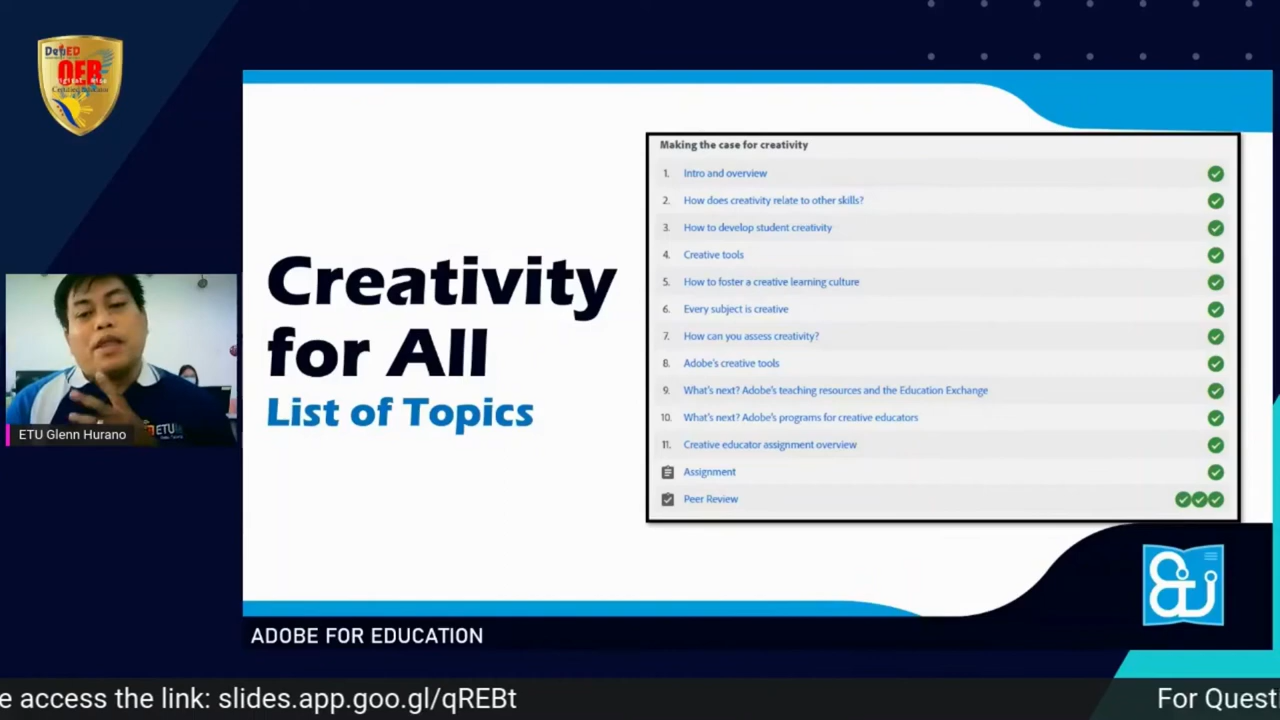 DepED
OER
Creativity
for All
List of Topics
Making the case for creativity
1. Intro and overview
2. How does creativity relate to other skills?
3. How to develop student creativity
4. Creative tools
5. How to foster a creative learning culture
6. Every subject is creative
7. How can you assess creativity?
8. Adobe's creative tools
9. What's next? Adobe's teaching resources and the Education Exchange
10. What's next? Adobe's programs for creative educators
11. Creative educator assignment overview
Assignment
Peer Review
ETU
ETU Glenn Hurano
ADOBE FOR EDUCATION
e access the link: slides.app.goo.gl/qREBt
For Quest